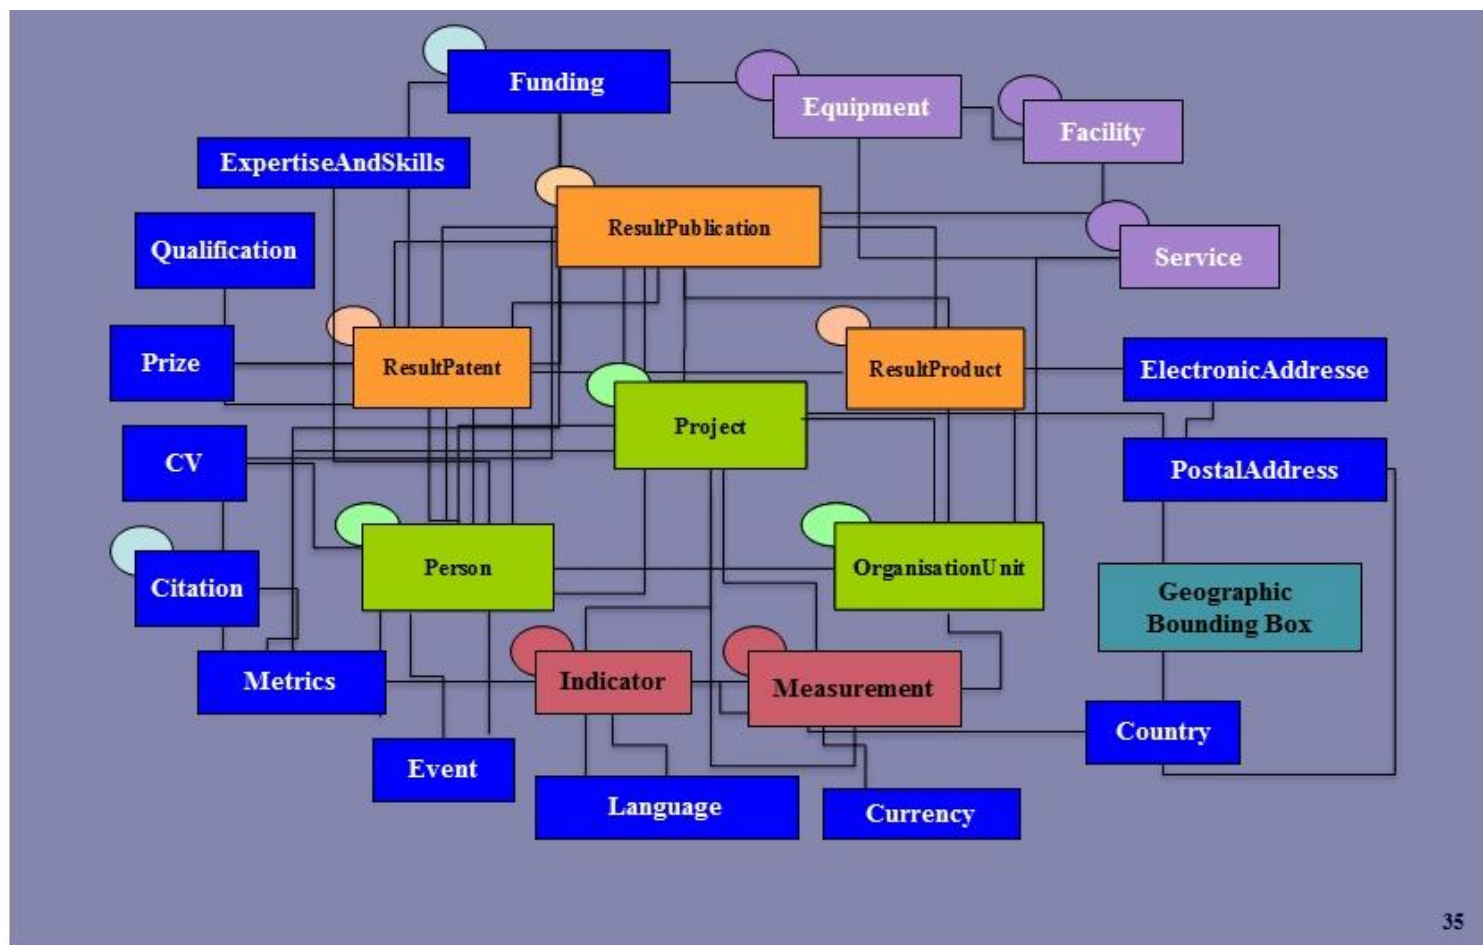 Funding
Equipment
Facility
ExpertiseAndSkills
ResultPublication
Qualification
Service
Prize
ResultPatent
ResultProduct
ElectronicAddresse
Project
CV
PostalAddress
Person
OrganisationUnit
Citation
Geographic
Bounding Box
Metrics
Indicator
Measurement
Country
Event
Language
Currency
35